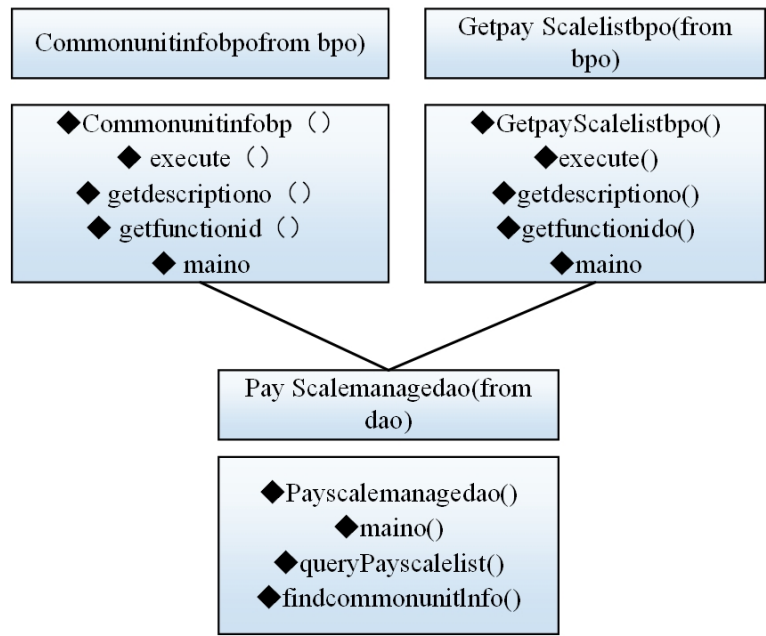 Commonunitinfobpofrom bpo)
◆Commonunitinfobp（）
◆ execute（）
◆ getdescriptiono（）
◆ getfunctionid（）
◆ maino
Getpay Scalelistbpo(from
bpo)
◆GetpayScalelistbpo()
◆execute()
◆getdescriptiono()
◆getfunctionido()
◆maino
Pay Scalemanagedao(from
dao)
◆Payscalemanagedao()
◆maino()
◆queryPayscalelist()
◆findcommonunitlnfo()